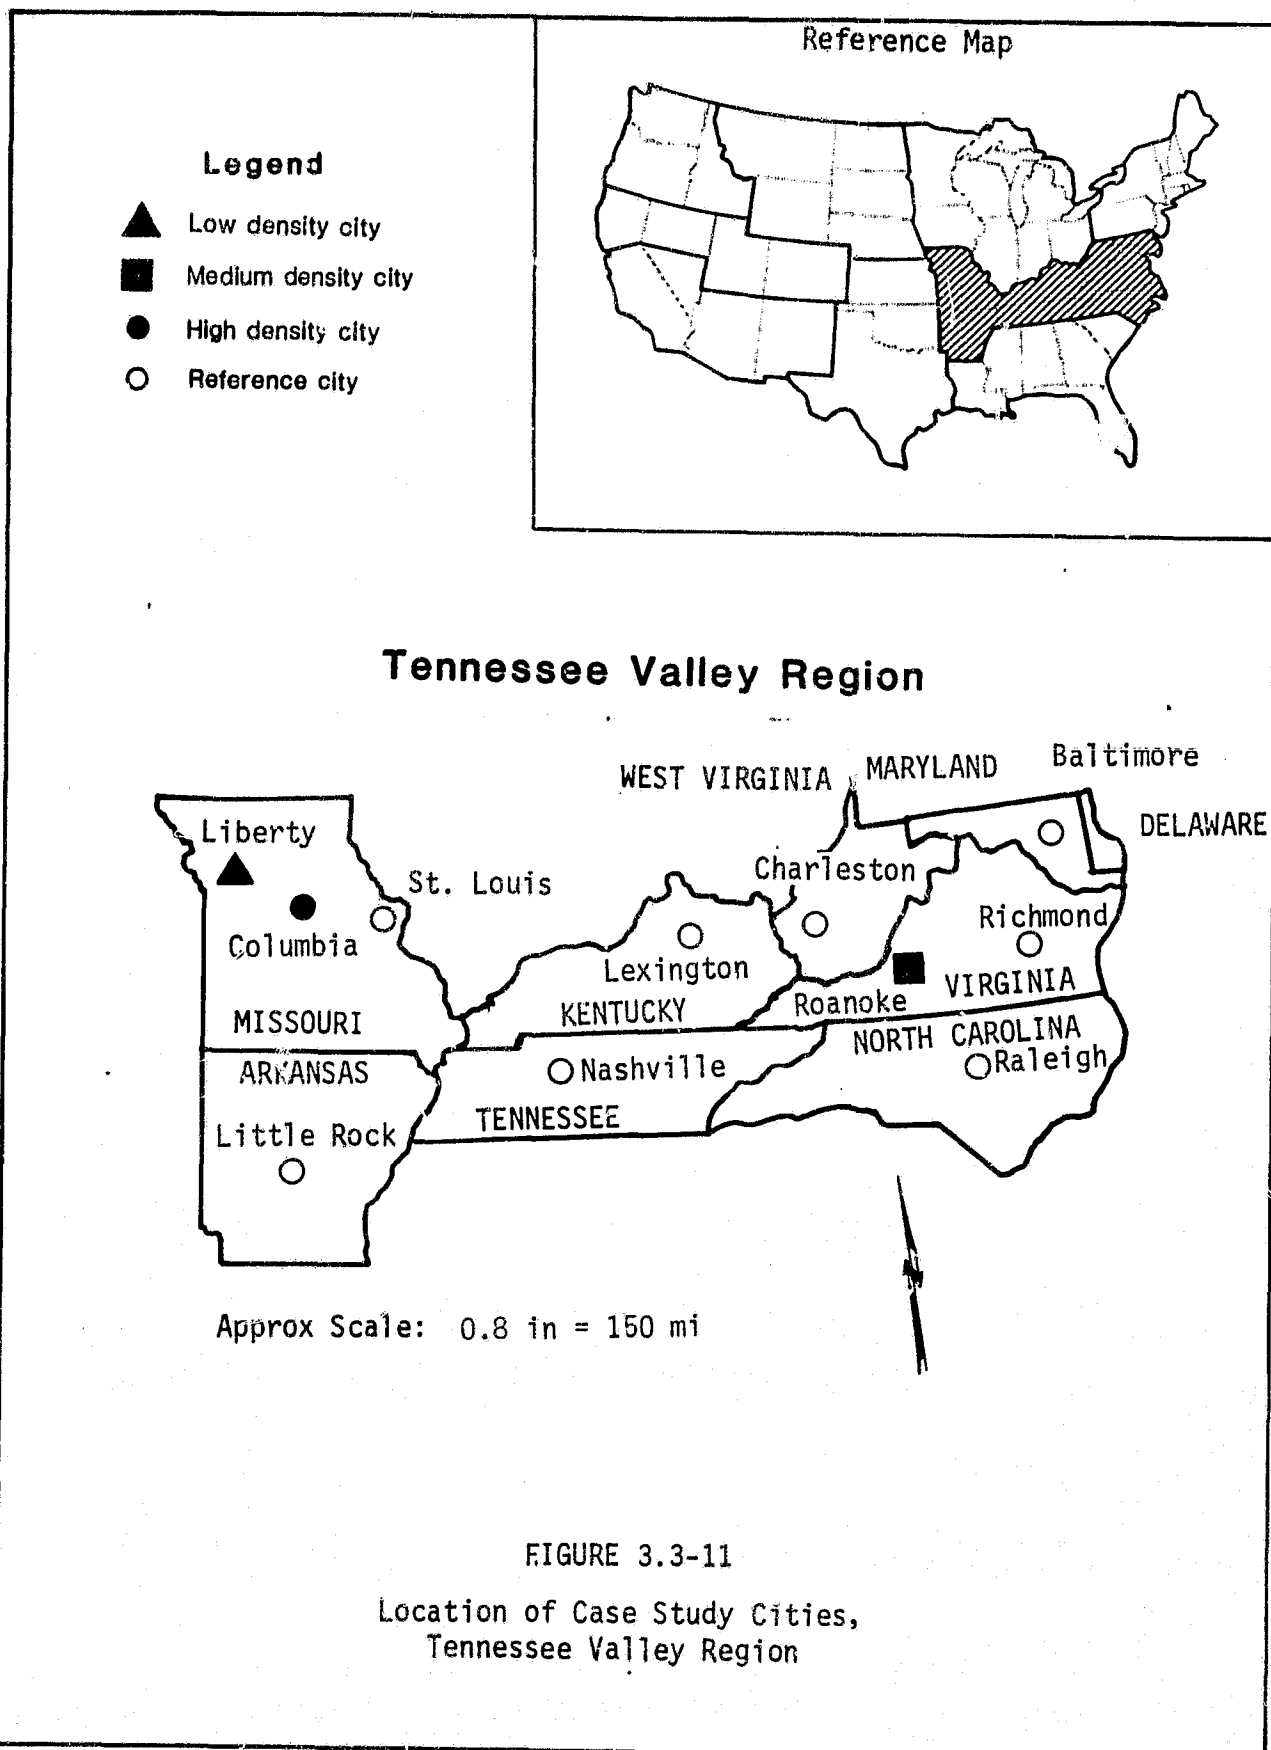 Reference Map
Legend
Low density city
Medium density city
High density city
Reference city
Tennessee Valley Region
WEST VIRGINIA
MARYLAND
Baltimore
DELAWARE
Liberty
St. Louis
Charleston
Columbia
Richmond
Lexington
MISSOURI
KENTUCKY
Roanoke
VIRGINIA
ARKANSAS
Nashville
NORTH CAROLINA
Raleigh
TENNESSEE
Little Rock
Approx Scale: 0.8 in = 150 mi
FIGURE 3.3-11
Location of Case Study Cities,
Tennessee Valley Region